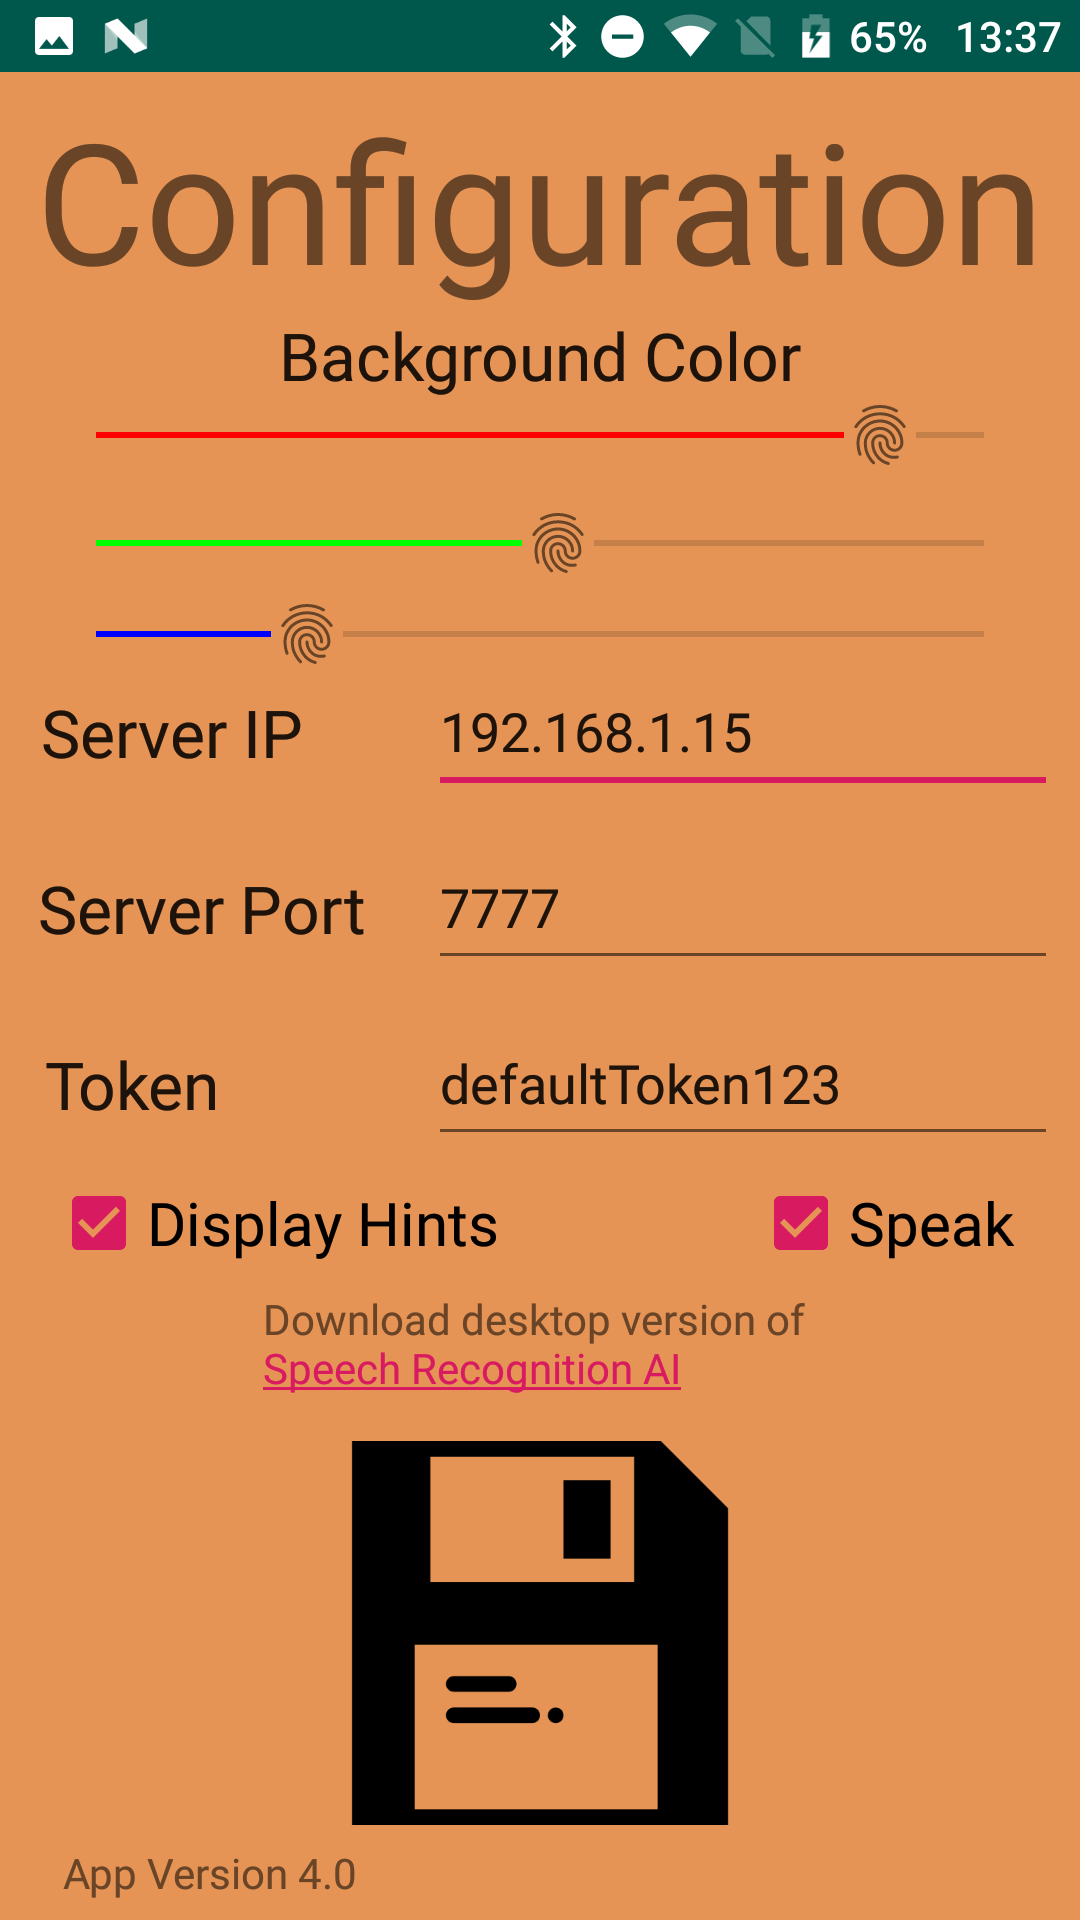 65% 13:37
Configuration
Background Color
Server IP 192.168.1.15
Server Port 7777
Token defaultToken123
Display Hints Speak
Download desktop version of
Speech Recognition AI
App Version 4.0